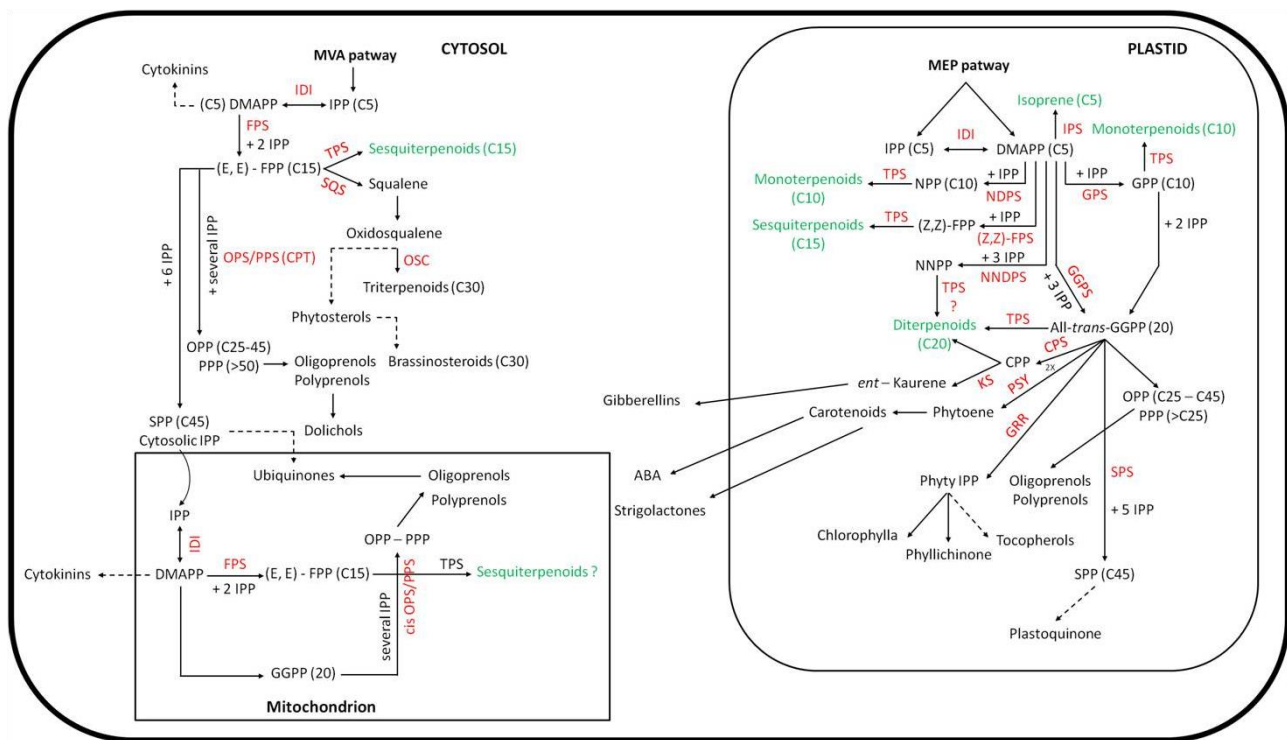 CYTOSOL
MVA patway
Cytokinins
(C5) DMAPP
IDI
IPP (C5)
FPS
+ 2 IPP
(E, E) - FPP (C15)
TPS
Sesquiterpenoids (C15)
SQS
Squalene
Oxidosqualene
OSC
Triterpenoids (C30)
Phytosterols
Brassinosteroids (C30)
+ 6 IPP
+ several IPP
OPS/PPS (CPT)
OPP (C25-45)
PPP (>50)
Oligoprenols
Polyprenols
Dolichols
SPP (C45)
Cytosolic IPP
Ubiquinones
Oligoprenols
Polyprenols
IPP
IDI
OPP – PPP
Cytokinins
DMAPP
FPS
+ 2 IPP
(E, E) - FPP (C15)
TPS
Sesquiterpenoids ?
several IPP
cis OPS/PPS
GGPP (20)
Mitochondrion
PLASTID
MEP patway
Isoprene (C5)
IPS
Monoterpenoids (C10)
TPS
IPP (C5)
IDI
DMAPP (C5)
+ IPP
GPS
GPP (C10)
Monoterpenoids
(C10)
TPS
NPP (C10)
+ IPP
NDPS
+ 2 IPP
Sesquiterpenoids
(C15)
TPS
(Z,Z)-FPP
+ IPP
(Z,Z)-FPS
NNPP
+ 3 IPP
NNDPS
GGPS
+ 3 IPP
TPS
?
Diterpenoids
(C20)
TPS
All-trans-GGPP (20)
CPS
CPP
2X
KS
ent – Kaurene
PSY
Gibberellins
Carotenoids
Phytoene
GRR
OPP (C25 – C45)
PPP (>C25)
ABA
Strigolactones
Phyty IPP
Oligoprenols
Polyprenols
SPS
+ 5 IPP
Chlorophylla
Phyllichinone
Tocopherols
SPP (C45)
Plastoquinone